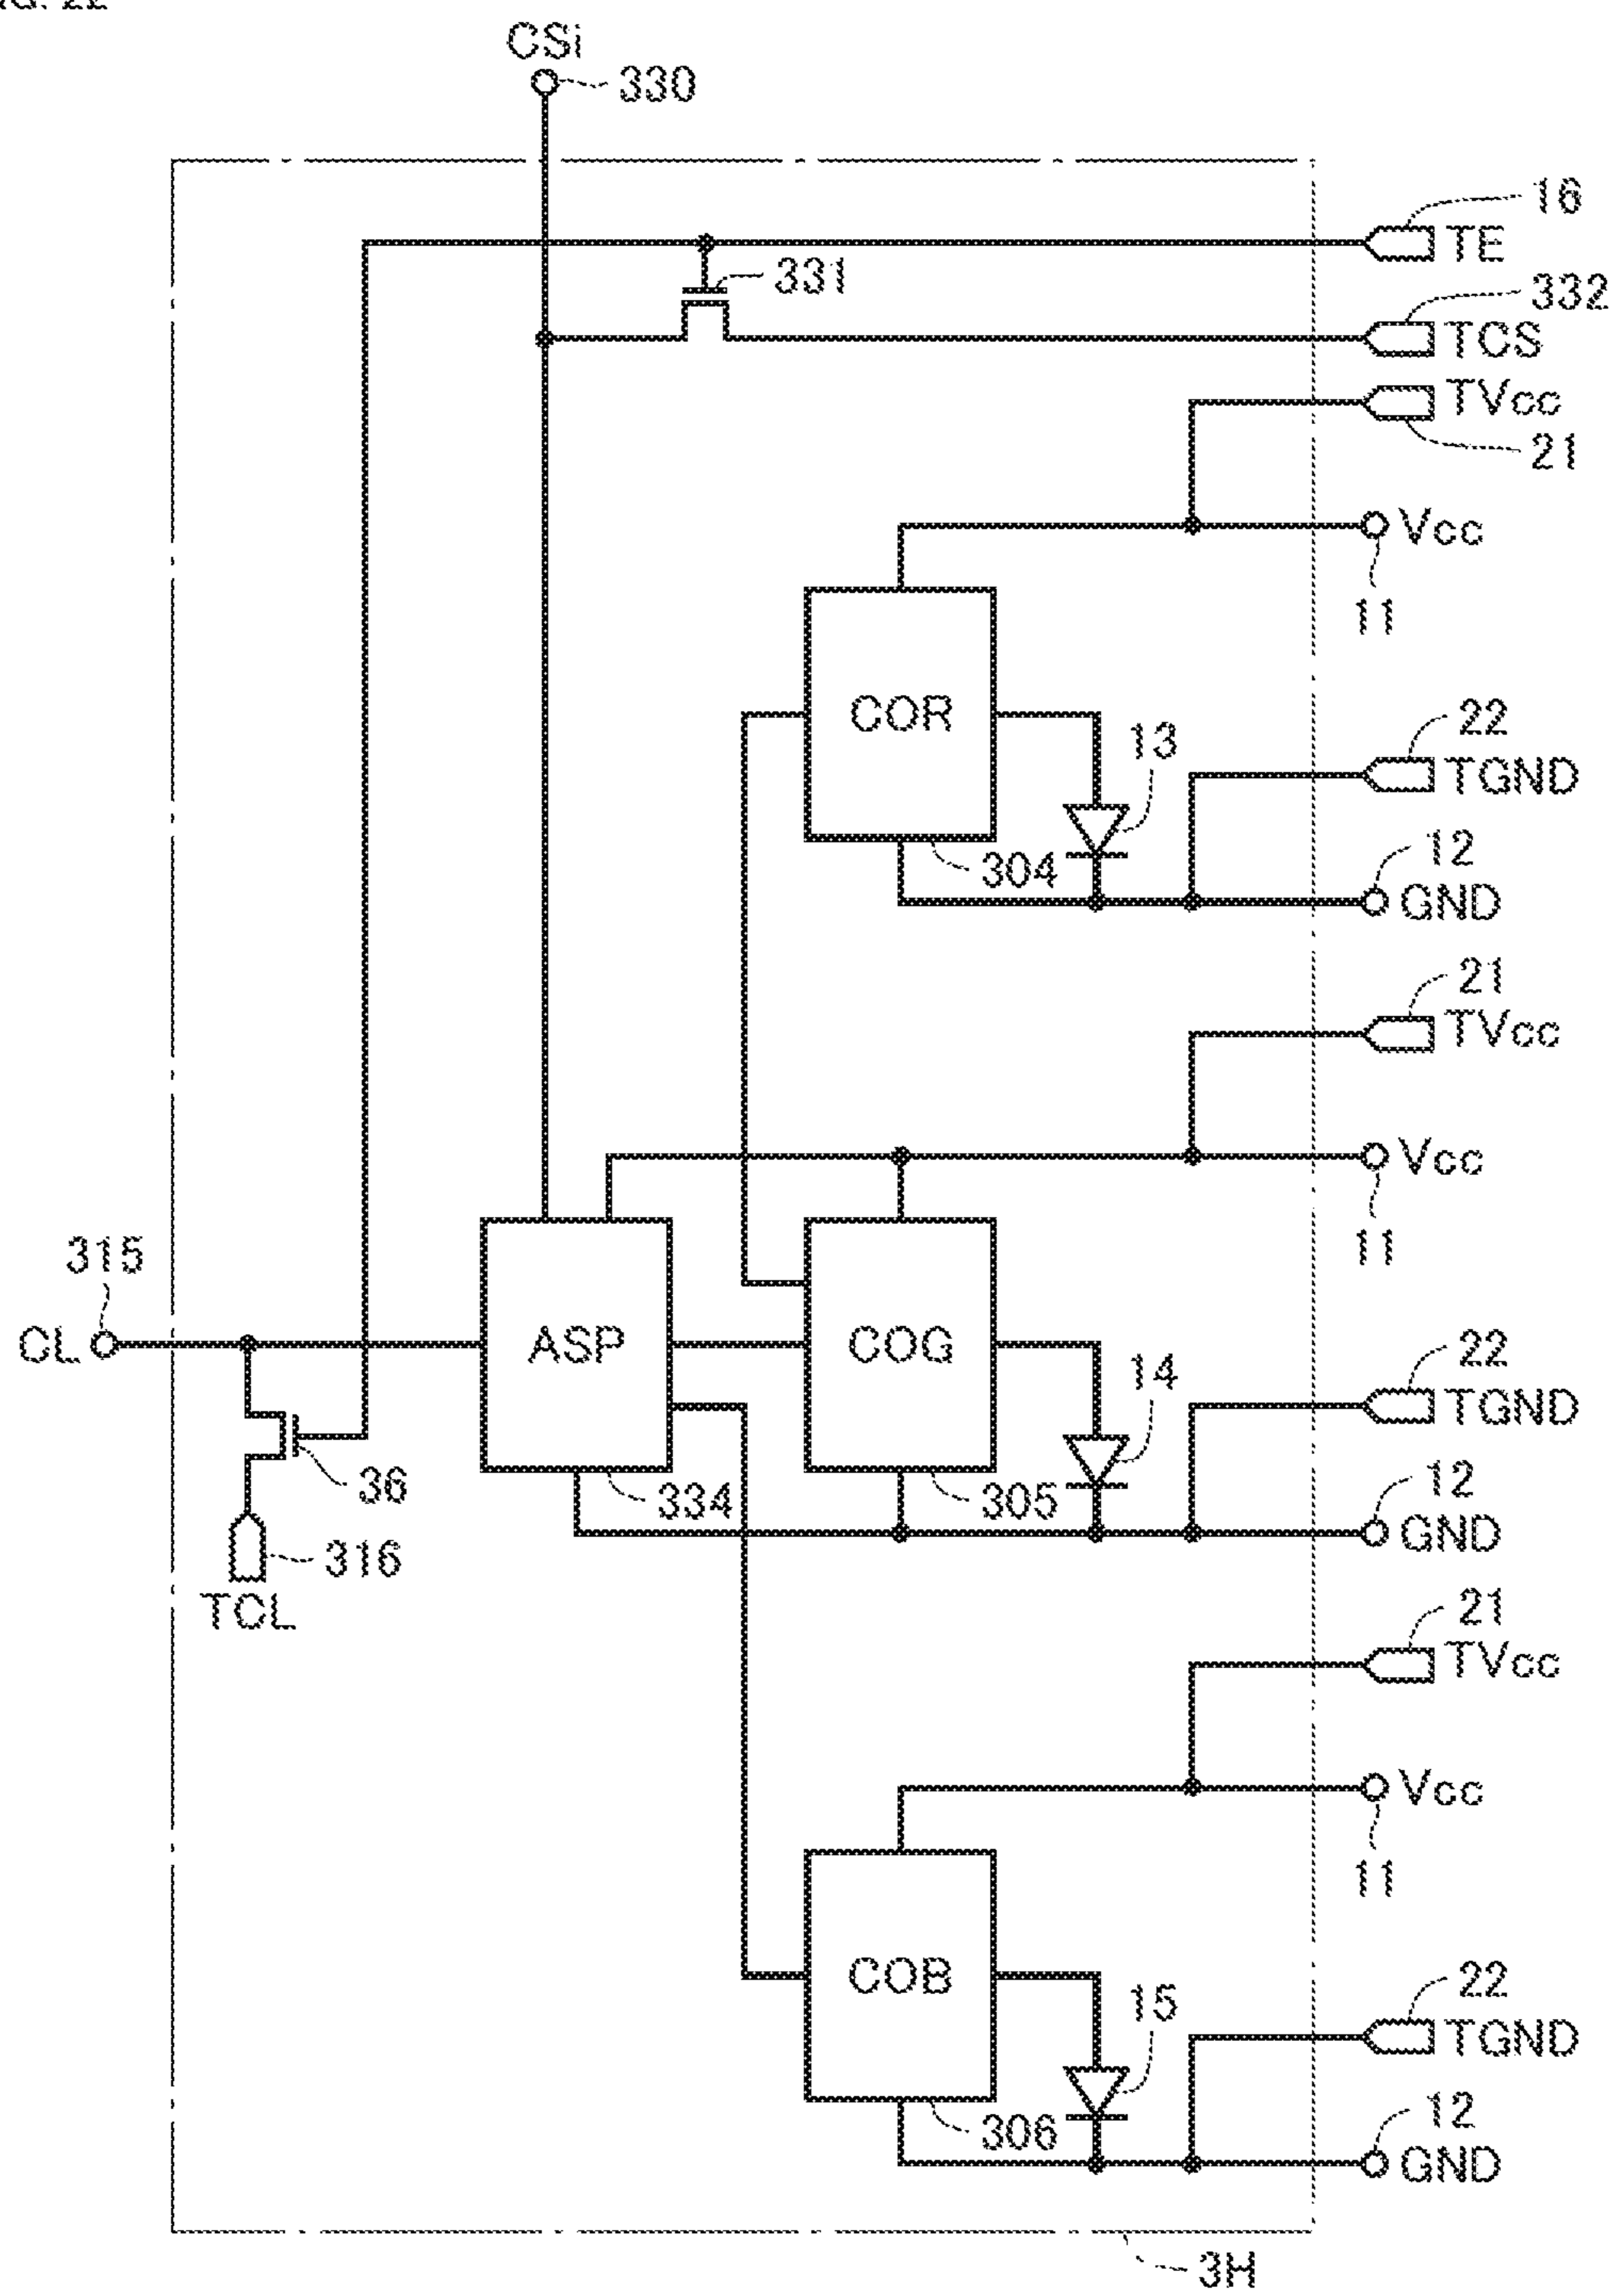 CSi
330
16
TE
331
332
TCS
TVcc
21
Vcc
11
COR
13
22
TGND
304
12
GND
21
TVcc
Vcc
11
315
CL
ASP
COG
14
22
TGND
36
334
305
12
GND
316
TCL
21
TVcc
Vcc
11
COB
15
22
TGND
306
12
GND
3H